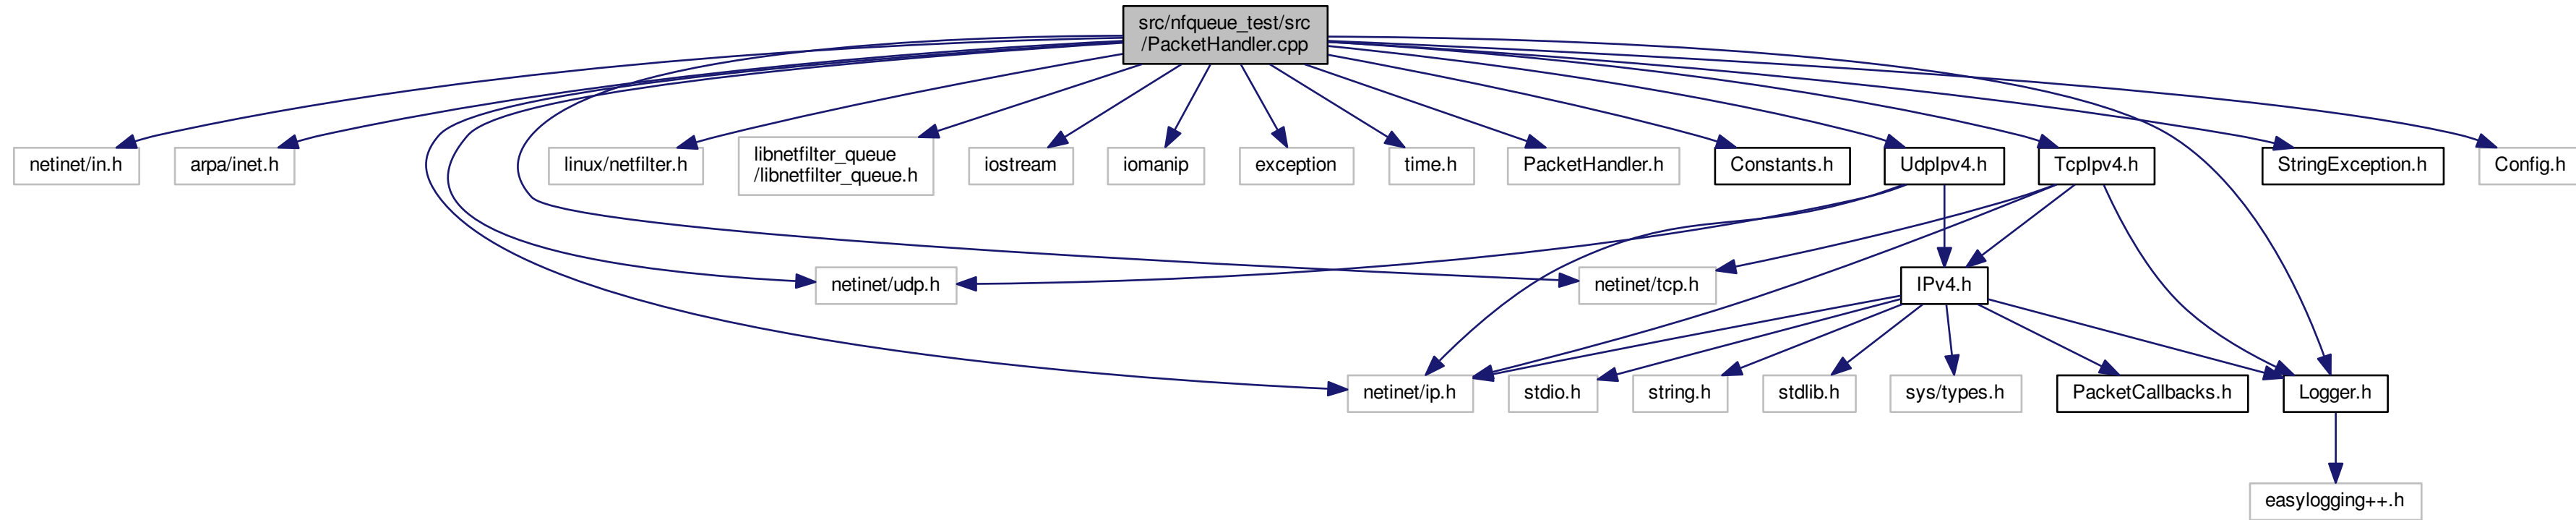 src/nfqueue_test/src
/PacketHandler.cpp
netinet/in.h
arpa/inet.h
linux/netfilter.h
libnetfilter_queue
/libnetfilter_queue.h
iostream
iomanip
exception
time.h
PacketHandler.h
Constants.h
UdpIpv4.h
TcpIpv4.h
StringException.h
Config.h
netinet/udp.h
netinet/tcp.h
IPv4.h
netinet/ip.h
stdio.h
string.h
stdlib.h
sys/types.h
PacketCallbacks.h
Logger.h
easylogging++.h